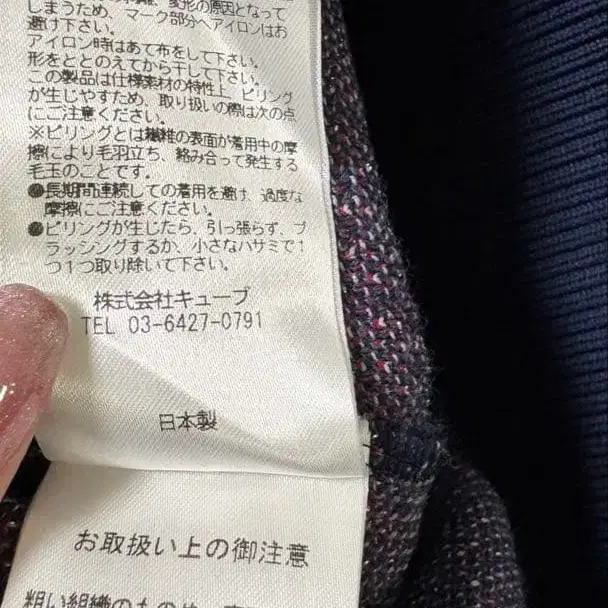 変形の原因となって
しまうため、マーク部分へアイロンはお
避け下さい。
アイロン時はあて布をして下さい。
形をととのえてから干して下さい。
この製品は仕様素材の特性上、ピリング
が生じやすため、取り扱いの際は次の点
にご注意ください。
※ピリングとは繊維の表面が着用中の摩
擦により毛羽立ち、絡み合って発生する
毛玉のことです。
●長期間連続しての着用を避け、過度な
摩擦にご注意ください。
●ピリングが生じたら、引っ張らず、ブ
ラッシングするか、小さなハサミで1
つ1つ取り除いて下さい。
株式会社キューブ
TEL 03-6427-0791
日本製
お取扱い上の御注意
粗い組織のものや